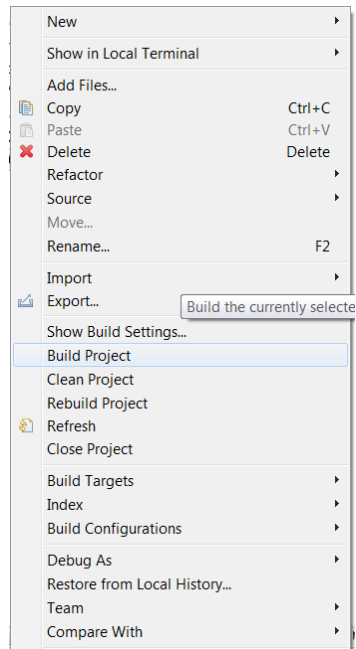 New
Show in Local Terminal
Add Files...
Copy Ctrl+C
Paste Ctrl+V
Delete Delete
Refactor
Source
Move...
Rename... F2
Import
Export...
Build the currently selecte
Show Build Settings...
Build Project
Clean Project
Rebuild Project
Refresh
Close Project
Build Targets
Index
Build Configurations
Debug As
Restore from Local History...
Team
Compare With